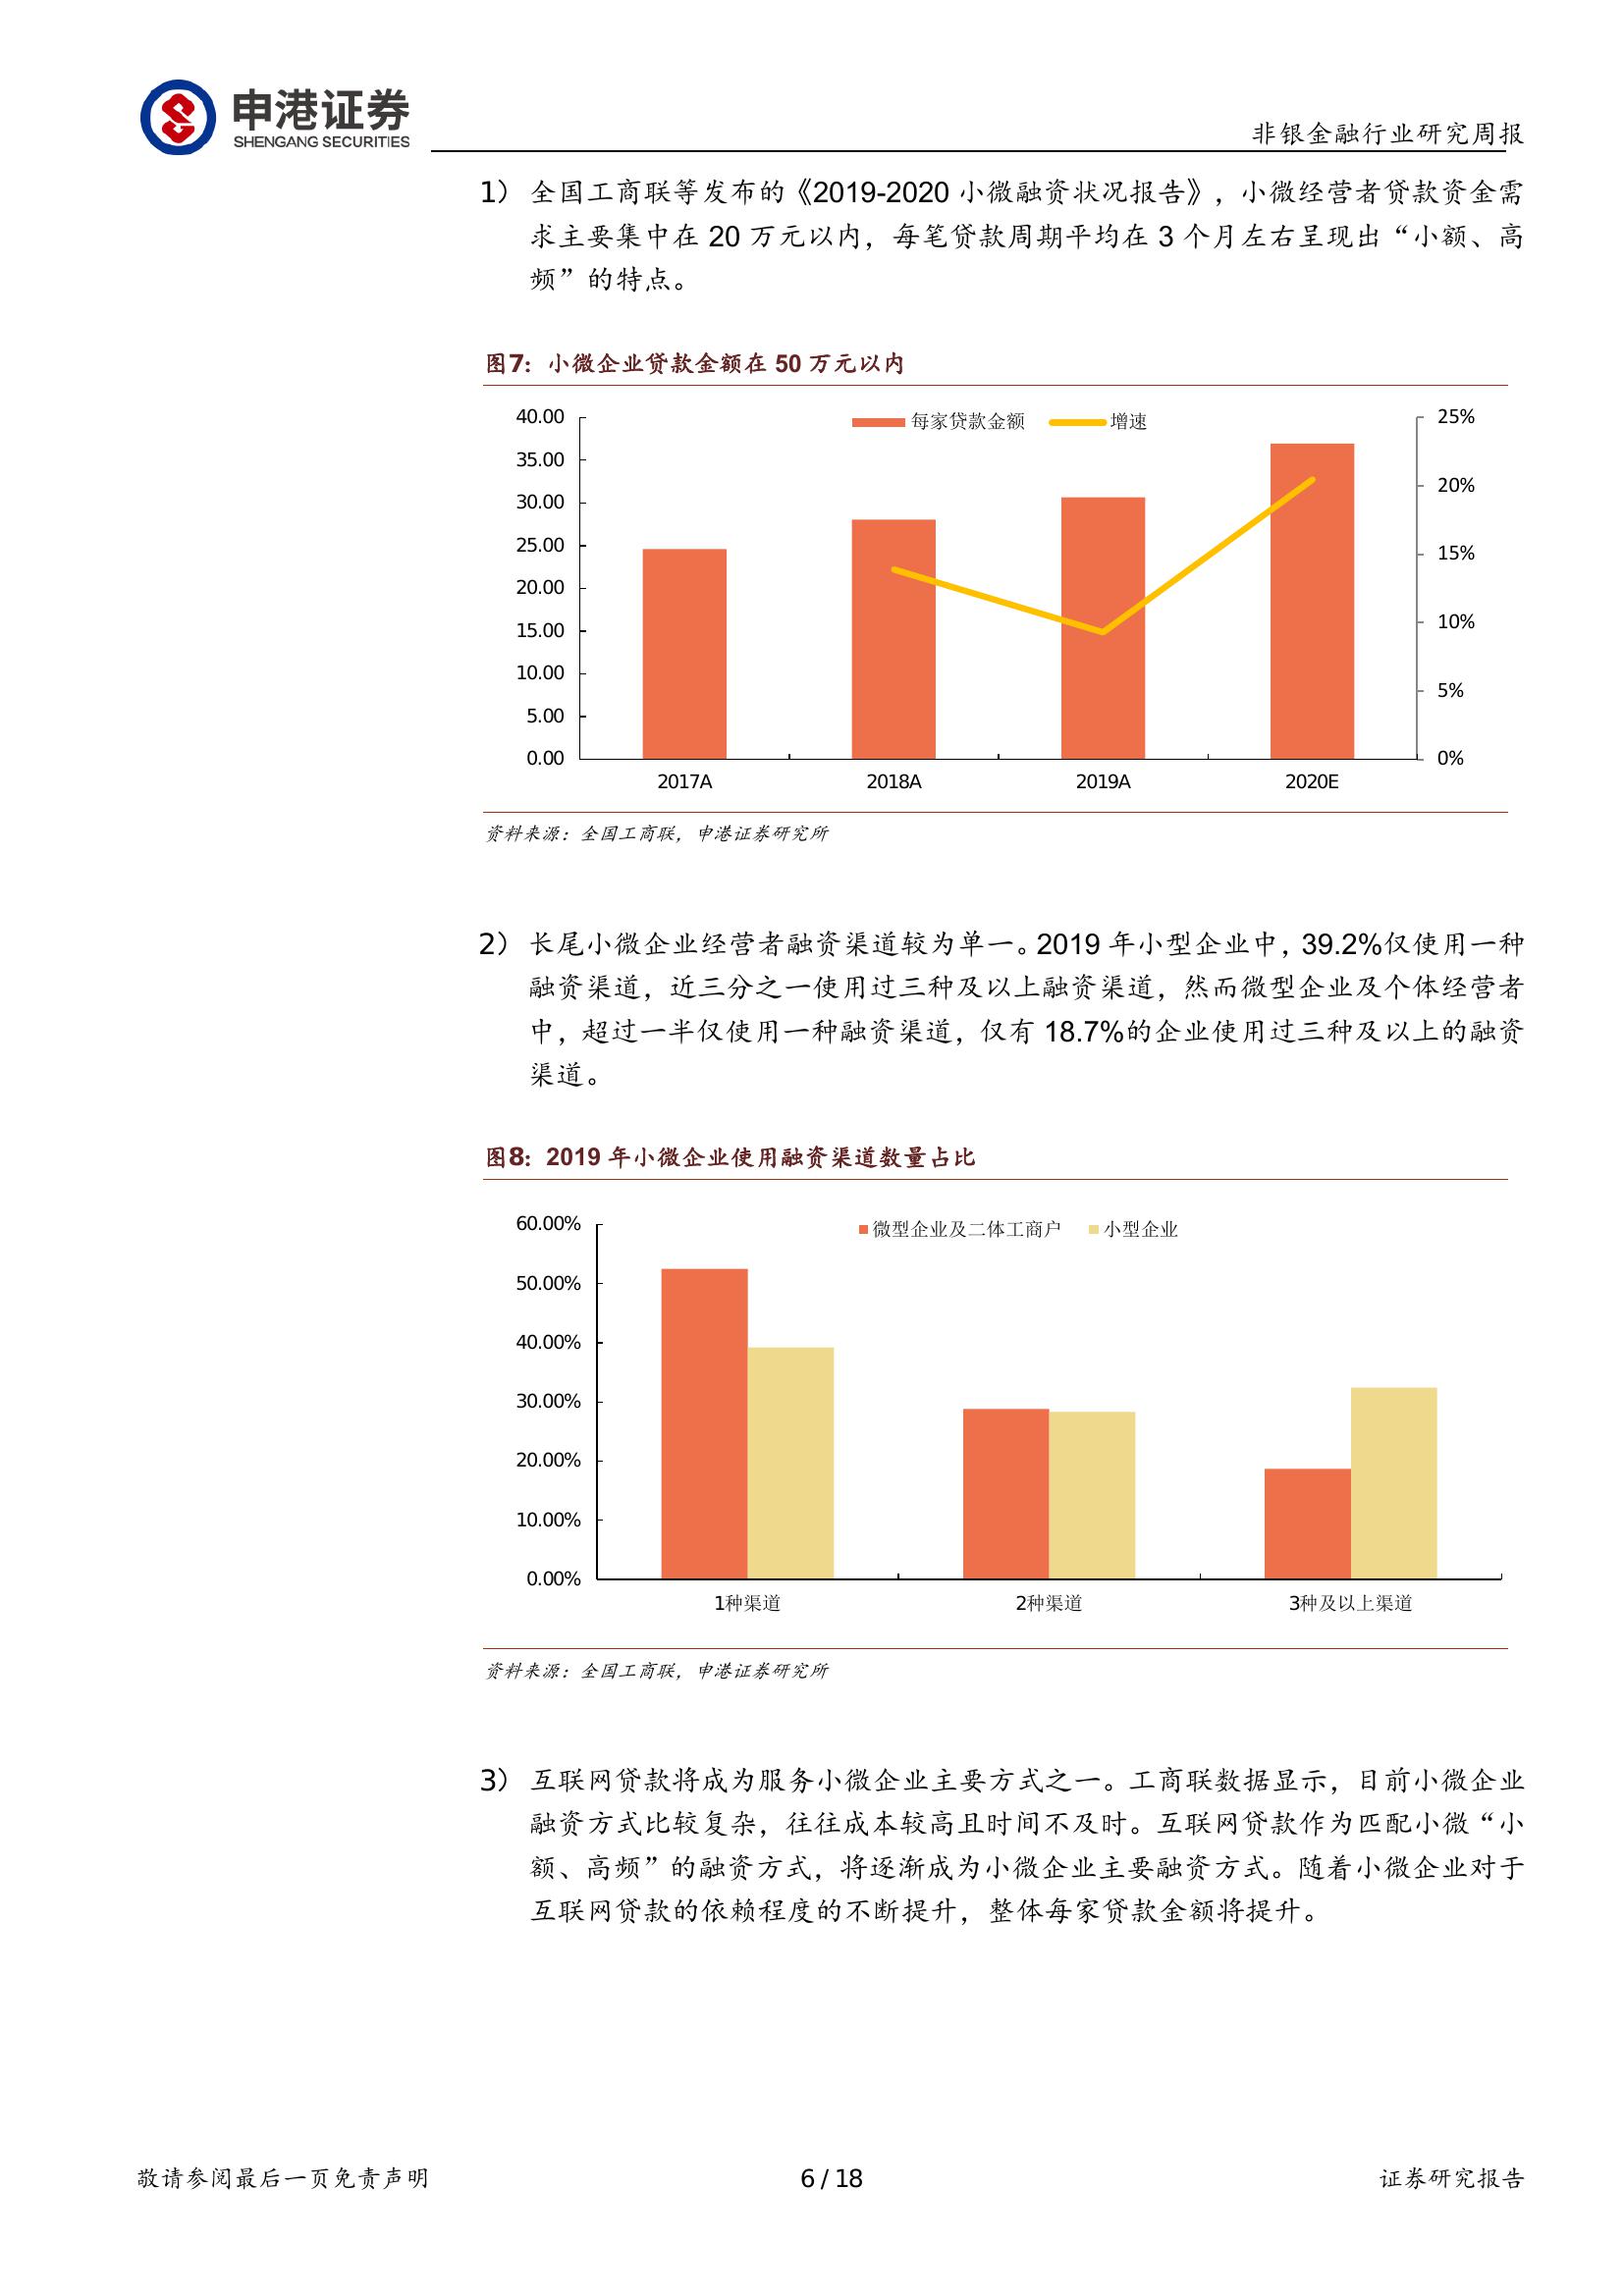 申港证券
SHENGANG SECURITIES
非银金融行业研究周报
1） 全国工商联等发布的《2019-2020 小微融资状况报告》，小微经营者贷款资金需
求主要集中在 20 万元以内，每笔贷款周期平均在 3 个月左右呈现出“小额、高
频”的特点。
图7：小微企业贷款金额在 50 万元以内
每家贷款金额 增速
40.00
35.00
30.00
25.00
20.00
15.00
10.00
5.00
0.00
25%
20%
15%
10%
5%
0%
2017A 2018A 2019A 2020E
资料来源：全国工商联，申港证券研究所
2） 长尾小微企业经营者融资渠道较为单一。2019 年小型企业中，39.2%仅使用一种
融资渠道，近三分之一使用过三种及以上融资渠道，然而微型企业及个体经营者
中，超过一半仅使用一种融资渠道，仅有 18.7%的企业使用过三种及以上的融资
渠道。
图8：2019 年小微企业使用融资渠道数量占比
微型企业及二体工商户 小型企业
60.00%
50.00%
40.00%
30.00%
20.00%
10.00%
0.00%
1种渠道 2种渠道 3种及以上渠道
资料来源：全国工商联，申港证券研究所
3） 互联网贷款将成为服务小微企业主要方式之一。工商联数据显示，目前小微企业
融资方式比较复杂，往往成本较高且时间不及时。互联网贷款作为匹配小微“小
额、高频”的融资方式，将逐渐成为小微企业主要融资方式。随着小微企业对于
互联网贷款的依赖程度的不断提升，整体每家贷款金额将提升。
敬请参阅最后一页免责声明 6 / 18 证券研究报告